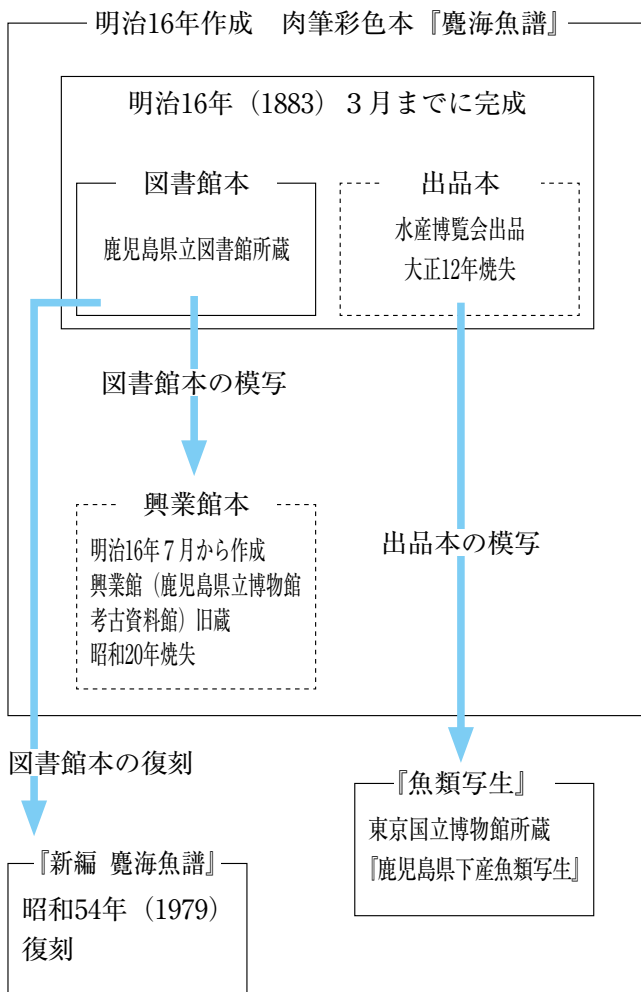 明治16年作成　肉筆彩色本『麑海魚譜』
明治16年（1883）３月までに完成
図書館本
鹿児島県立図書館所蔵
出品本
水産博覧会出品
大正12年焼失
図書館本の模写
興業館本
明治16年７月から作成
興業館（鹿児島県立博物館
考古資料館）旧蔵
昭和20年焼失
出品本の模写
図書館本の復刻
『新編 麑海魚譜』
昭和54年（1979）
復刻
『魚類写生』
東京国立博物館所蔵
『鹿児島県下産魚類写生』